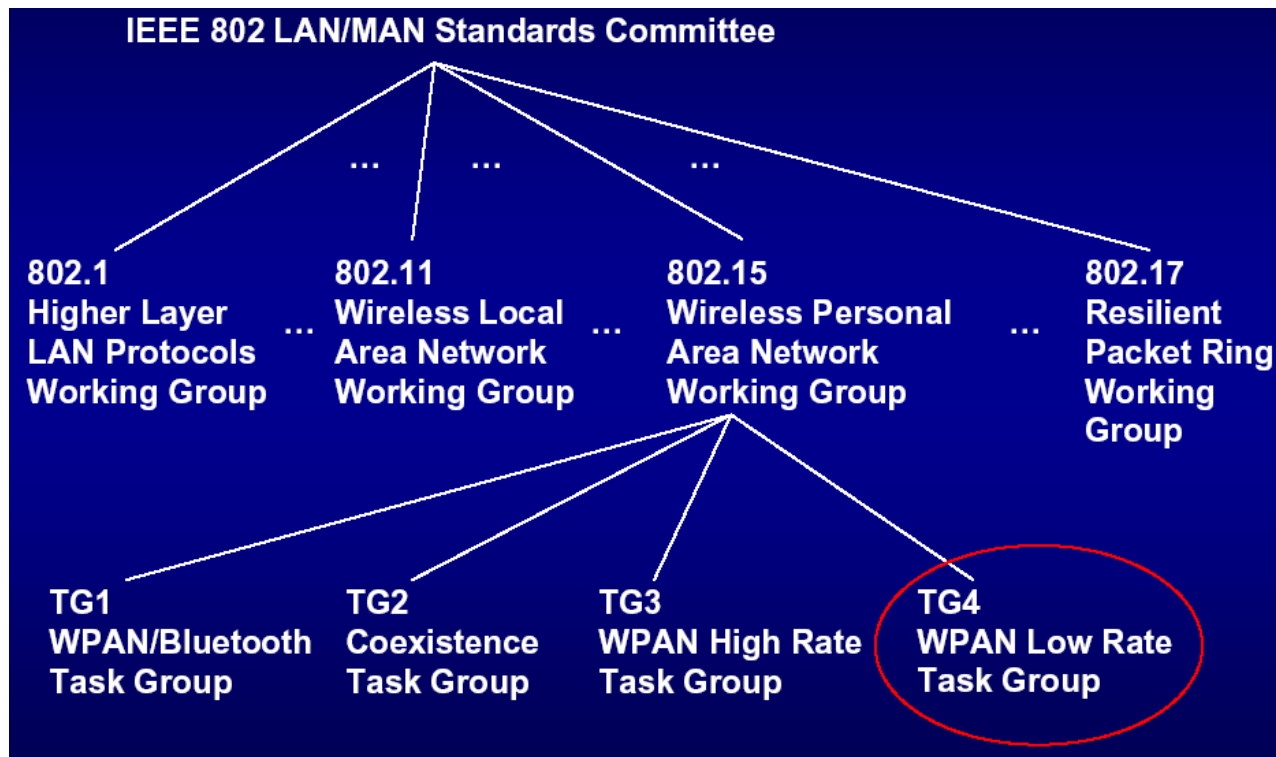 IEEE 802 LAN/MAN Standards Committee
... ... ...
802.1
Higher Layer
LAN Protocols
Working Group
...
802.11
Wireless Local
Area Network
Working Group
...
802.15
Wireless Personal
Area Network
Working Group
...
802.17
Resilient
Packet Ring
Working
Group
TG1
WPAN/Bluetooth
Task Group
TG2
Coexistence
Task Group
TG3
WPAN High Rate
Task Group
TG4
WPAN Low Rate
Task Group